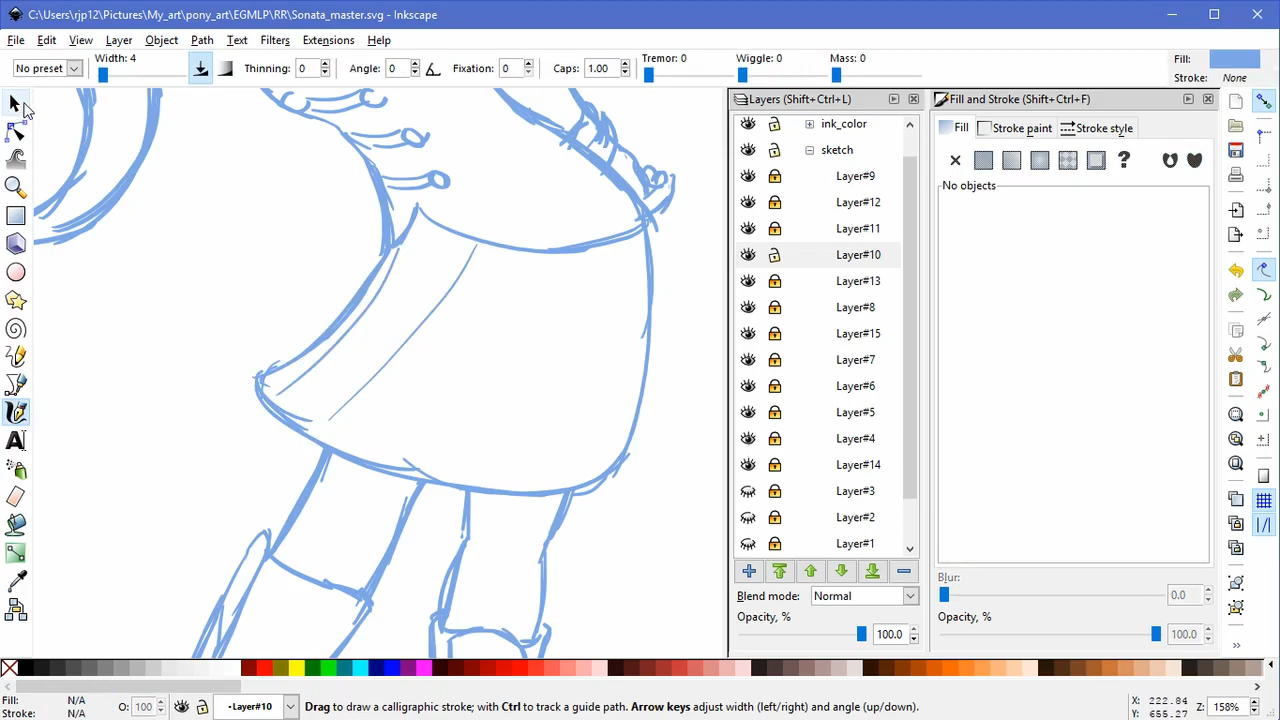 C:\Users\rjp12\Pictures\My_art\pony_art\EGMLP\RR\Sonata_master.svg - Inkscape
File Edit View Layer Object Path Text Filters Extensions Help
No preset Width: 4 Thinning: 0 Angle: 0 Fixation: 0 Caps: 1.00 Tremor: 0 Wiggle: 0 Mass: 0 Fill:
Stroke: None
Layers (Shift+Ctrl+L)
ink_color
sketch
Layer#9
Layer#12
Layer#11
Layer#10
Layer#13
Layer#8
Layer#15
Layer#7
Layer#6
Layer#5
Layer#4
Layer#14
Layer#3
Layer#2
Layer#1
Blend mode: Normal
Opacity, %
100.0
Fill and Stroke (Shift+Ctrl+F)
Fill Stroke paint Stroke style
No objects
Blur:
0.0
Opacity, %
100.0
Fill: N/A
Stroke: N/A
O: 100
•Layer#10
Drag to draw a calligraphic stroke; with Ctrl to track a guide path. Arrow keys adjust width (left/right) and angle (up/down).
X: 222.84
Y: 655.27
Z: 158%